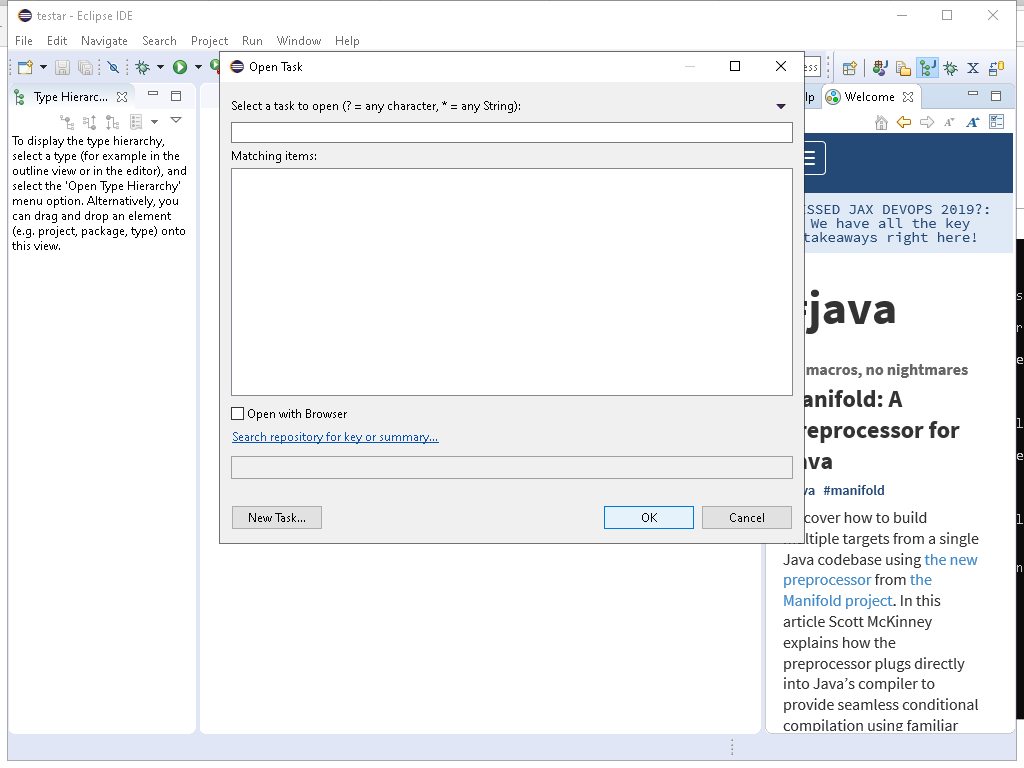 testar - Eclipse IDE
File Edit Navigate Search Project Run Window Help
Open Task
Type Hierarc...
Welcome
To display the type hierarchy,
select a type (for example in the
outline view or in the editor), and
select the 'Open Type Hierarchy'
menu option. Alternatively, you
can drag and drop an element
(e.g. project, package, type) onto
this view.
Select a task to open (? = any character, * = any String):
Matching items:
Open with Browser
Search repository for key or summary...
New Task...
OK
Cancel
SSED JAX DEVOPS 2019?:
We have all the key
takeaways right here!
java
macros, no nightmares
anifold: A
reprocessor for
va
va #manifold
cover how to build
ultiple targets from a single
Java codebase using the new
preprocessor from the
Manifold project. In this
article Scott McKinney
explains how the
preprocessor plugs directly
into Java’s compiler to
provide seamless conditional
compilation using familiar